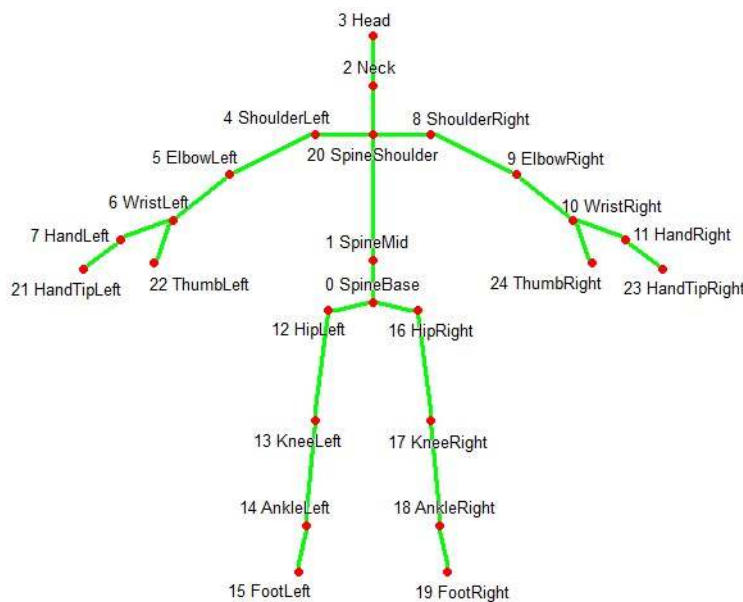 3 Head
2 Neck
4 ShoulderLeft
8 ShoulderRight
20 SpineShoulder
5 ElbowLeft
9 ElbowRight
6 WristLeft
10 WristRight
7 HandLeft
11 HandRight
1 SpineMid
21 HandTipLeft
22 ThumbLeft
0 SpineBase
24 ThumbRight
23 HandTipRight
12 HipLeft
16 HipRight
13 KneeLeft
17 KneeRight
14 AnkleLeft
18 AnkleRight
15 FootLeft
19 FootRight